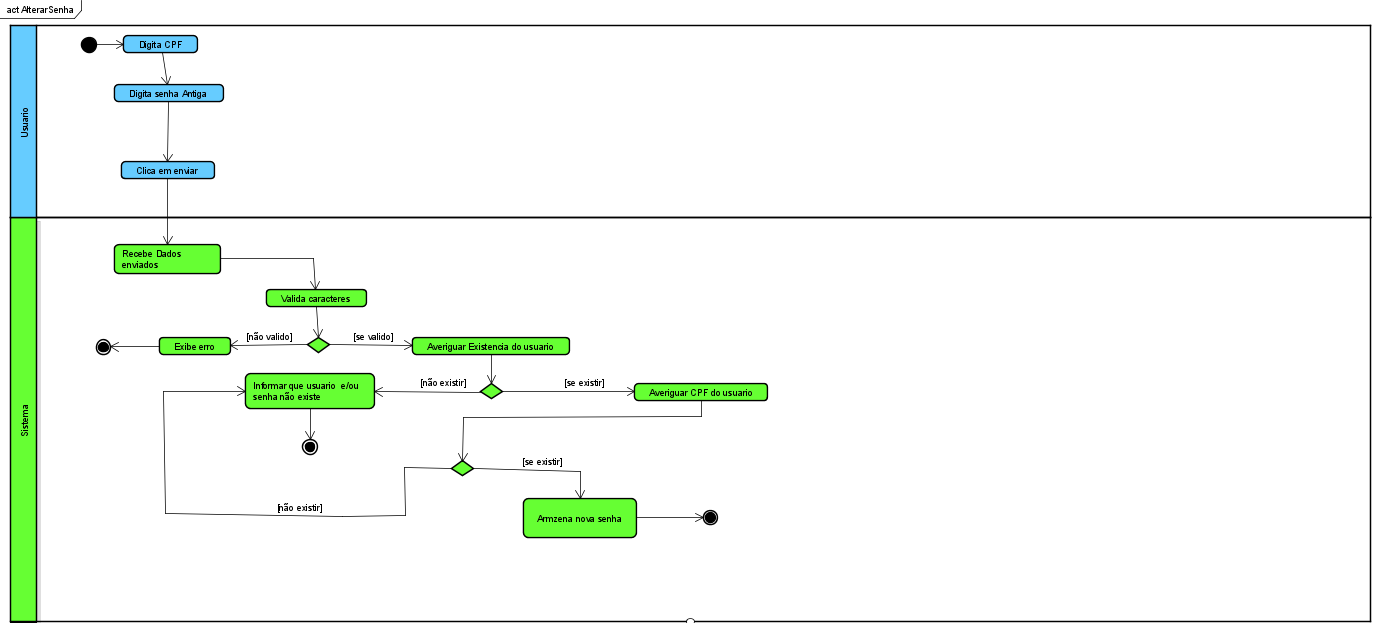 act AlterarSenha
Usuario
Digita CPF
Digita senha Antiga
Clica em enviar
Sistema
Recebe Dados
enviados
Valida caracteres
[não valido]
[se valido]
Exibe erro
Averiguar Existencia do usuario
[não existir]
[se existir]
Informar que usuario e/ou
senha não existe
Averiguar CPF do usuario
[se existir]
[não existir]
Armzena nova senha